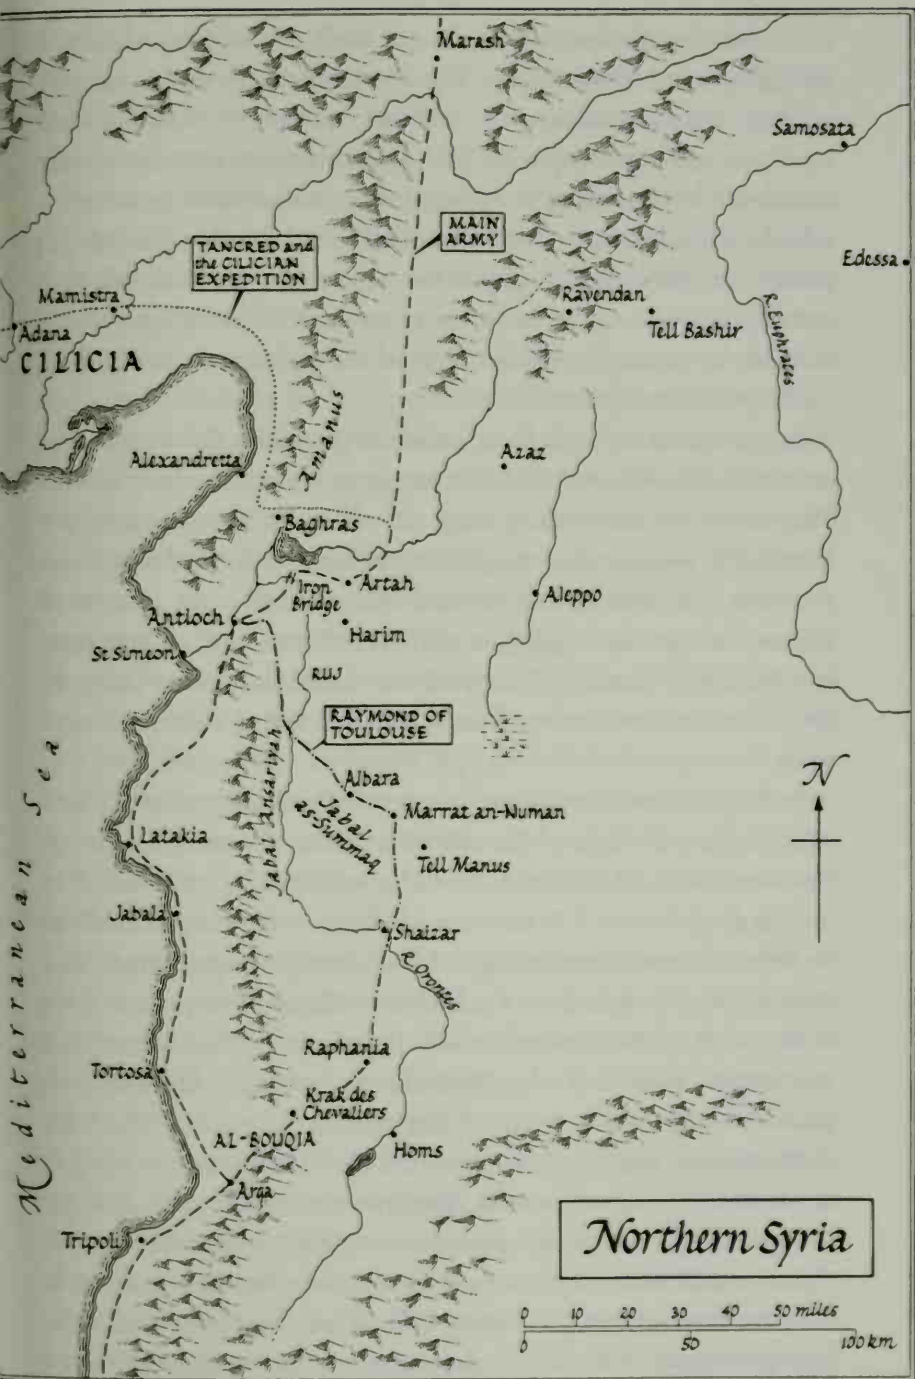 Marash
Samosata
MAIN
ARMY
TANCRED and
the CILICIAN
EXPEDITION
Edessa
Mamistra
Ravendan
Adana
Tell Bashir
R. Euphrates
CILICIA
Amanus
Azaz
Alexandretta
Baghras
Artah
Iron
Bridge
Aleppo
Antioch
Harim
St Simeon
RUJ
RAYMOND OF
TOULOUSE
Jabal Ansariyah
Albara
Jabal
as-Summaq
Marrat an-Numan
Mediterranean Sea
N
Latakia
Tell Manus
Jabala
Shaizar
R. Orontes
Raphania
Tortosa
Krak des
Chevaliers
AL-BOUQIA
Homs
Arqa
Tripoli
Northern Syria
0 10 20 30 40 50 miles
0 50 100 km